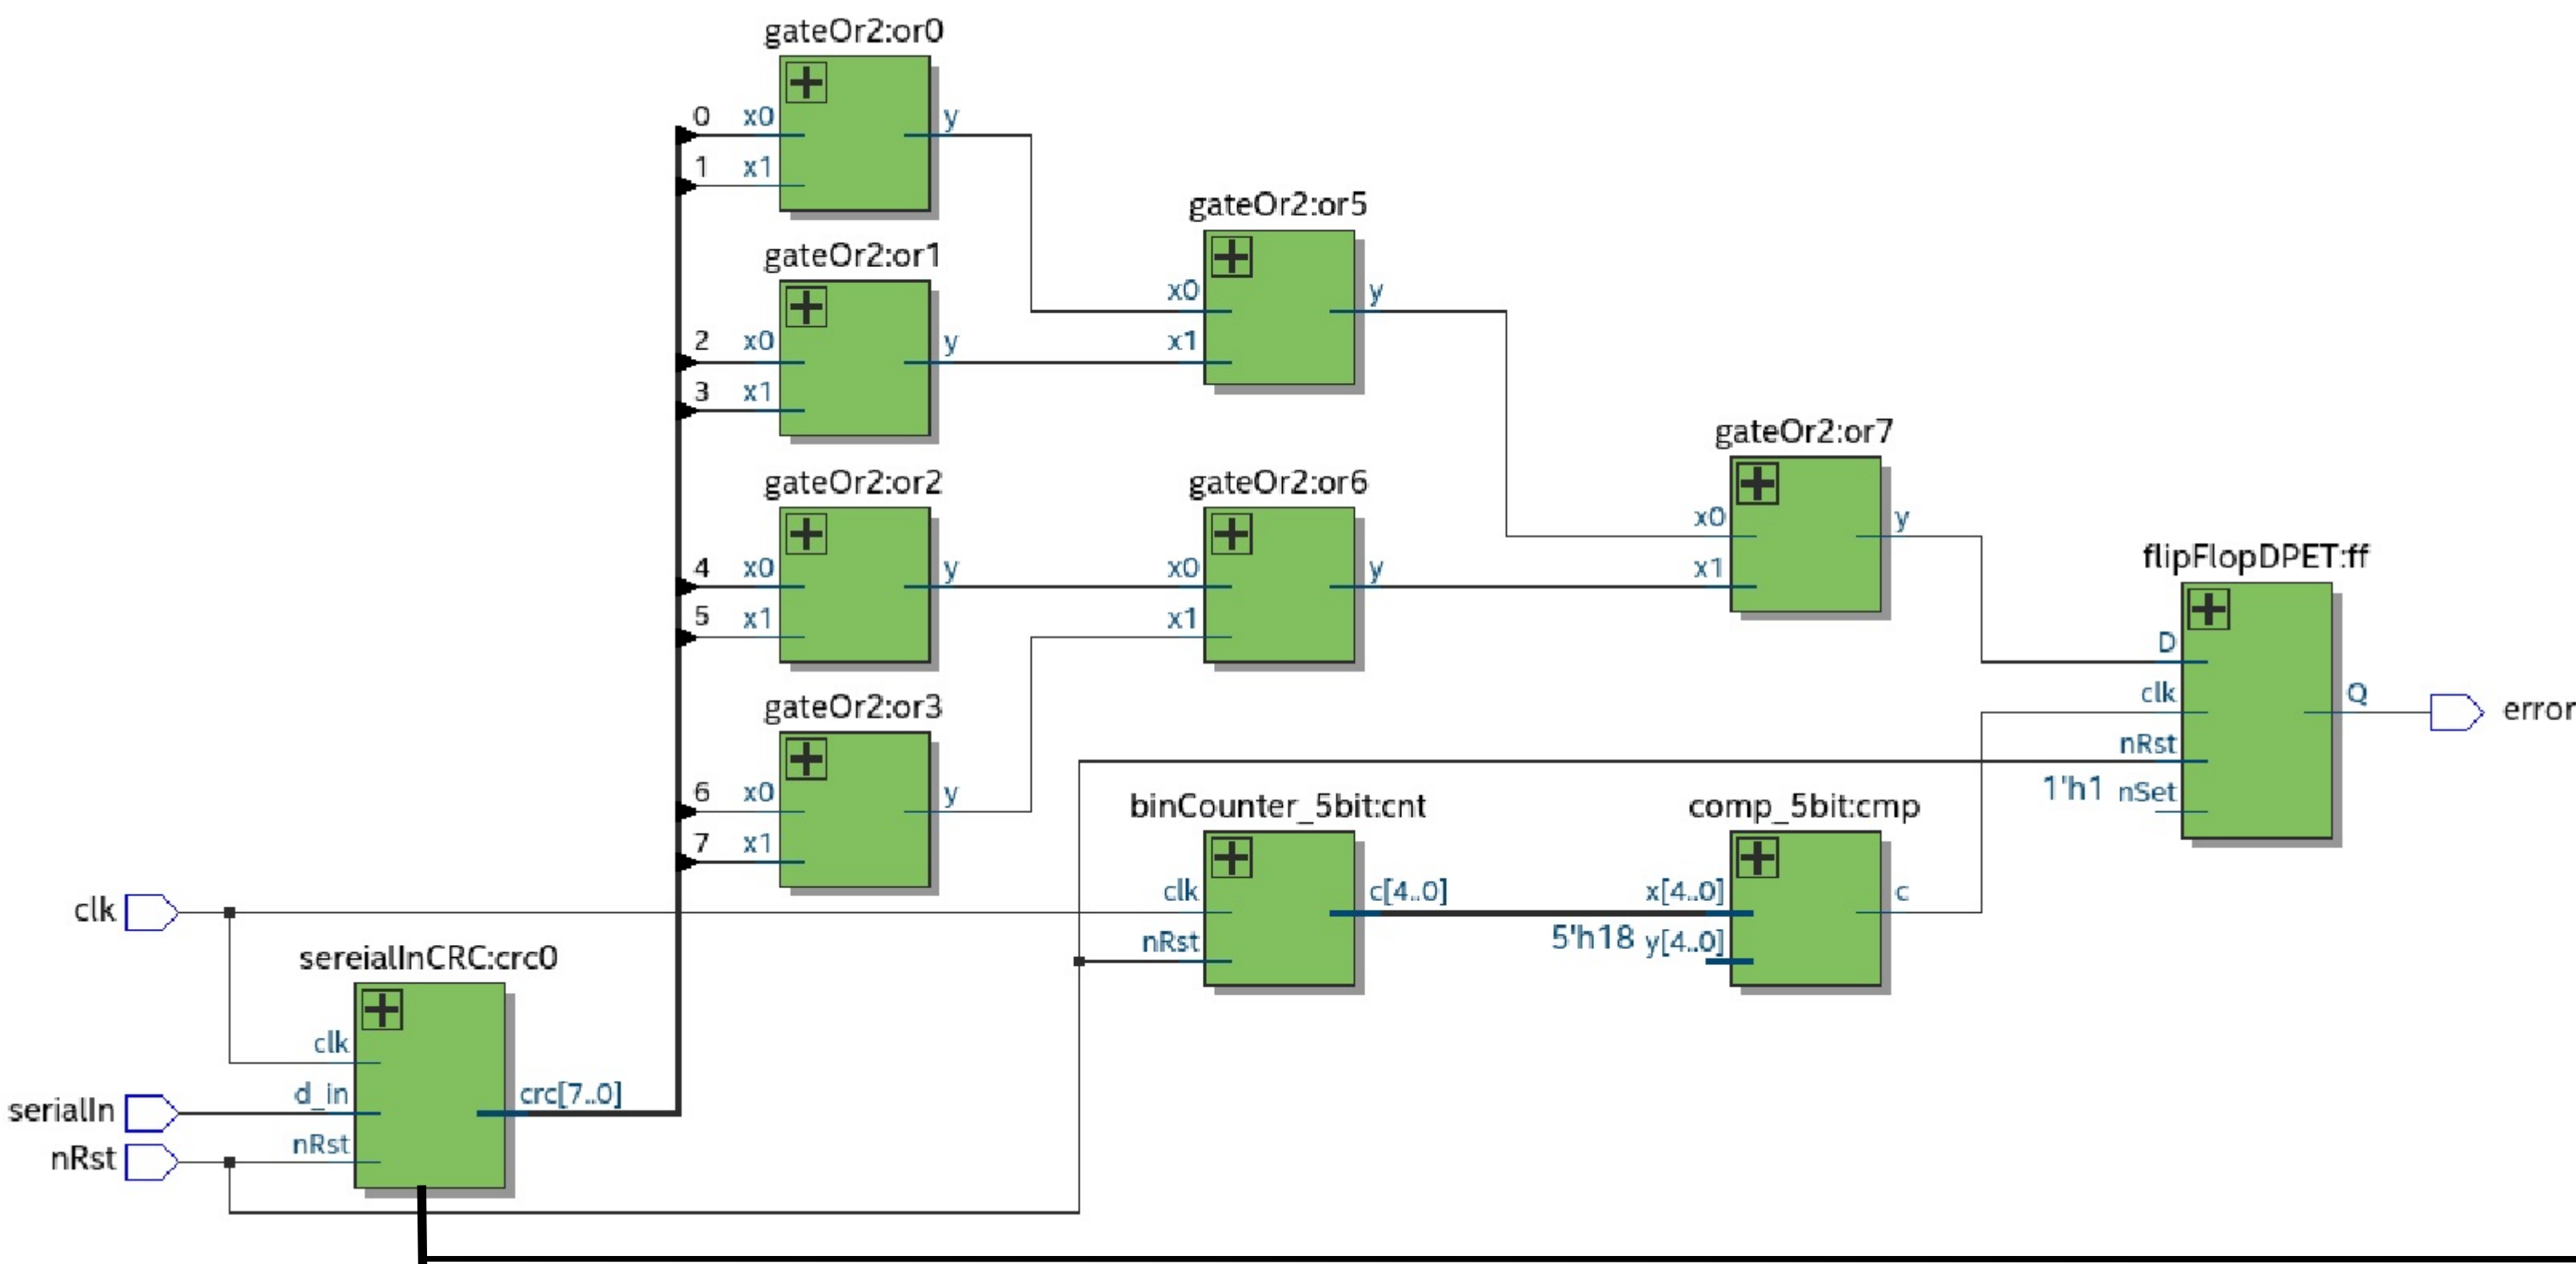 gateOr2:or0
0 x0 y
1 x1
gateOr2:or5
gateOr2:or1
x0 y
2 x0 y x1
3 x1
gateOr2:or7
gateOr2:or2 gateOr2:or6
x0 y
flipFlopDPET:ff
4 x0 y x0 y x1
5 x1 x1
D
clk Q error
gateOr2:or3
nRst
1'h1 nSet
6 x0 y binCounter_5bit:cnt comp_5bit:cmp
7 x1
clk clk c[4..0] x[4..0] c
nRst 5'h18 y[4..0]
sereialInCRC:crc0
clk
serialIn d_in crc[7..0]
nRst nRst